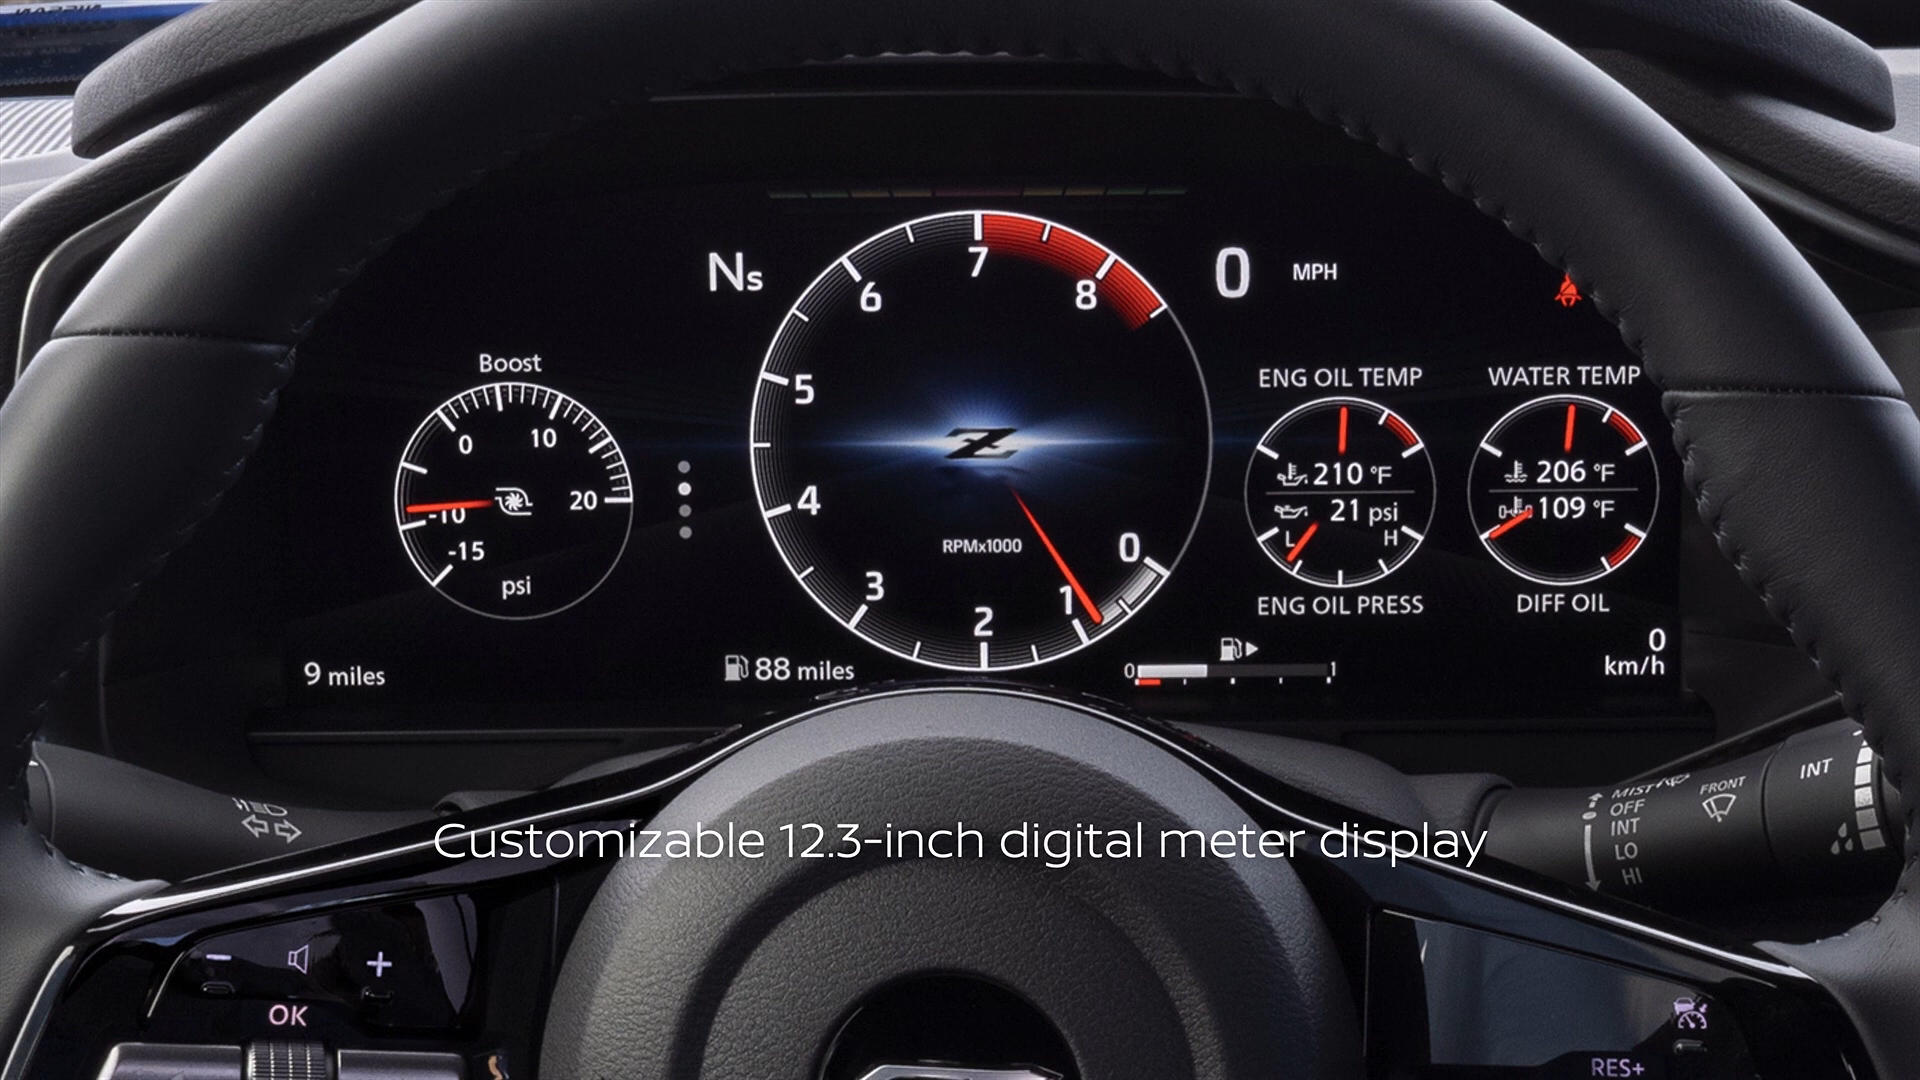 NISSAN
Ns
0 MPH
7
6
8
5
4
3
2
1
0
RPMx1000
Z
Boost
0
10
20
-10
-15
psi
ENG OIL TEMP
210 °F
21 psi
L H
ENG OIL PRESS
WATER TEMP
206 °F
109 °F
DIFF OIL
9 miles
88 miles
0 1
0
km/h
MIST
OFF
INT
LO
HI
FRONT
INT
Customizable 12.3-inch digital meter display
- +
OK
RES+